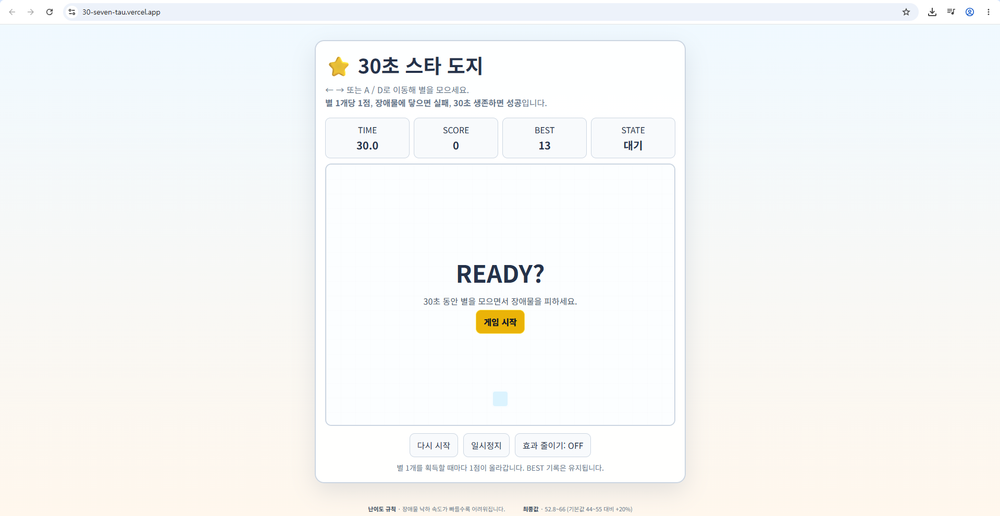 30-seven-tau.vercel.app
30초 스타 도지
← → 또는 A / D로 이동해 별을 모으세요.
별 1개당 1점, 장애물에 닿으면 실패, 30초 생존하면 성공입니다.
TIME
30.0
SCORE
0
BEST
13
STATE
대기
READY?
30초 동안 별을 모으면서 장애물을 피하세요.
게임 시작
다시 시작
일시정지
효과 줄이기: OFF
별 1개를 획득할 때마다 1점이 올라갑니다. BEST 기록은 유지됩니다.
난이도 규칙 · 장애물 낙하 속도가 빠를수록 어려워집니다.
최종값 · 52.8~66 (기본값 44~55 대비 +20%)